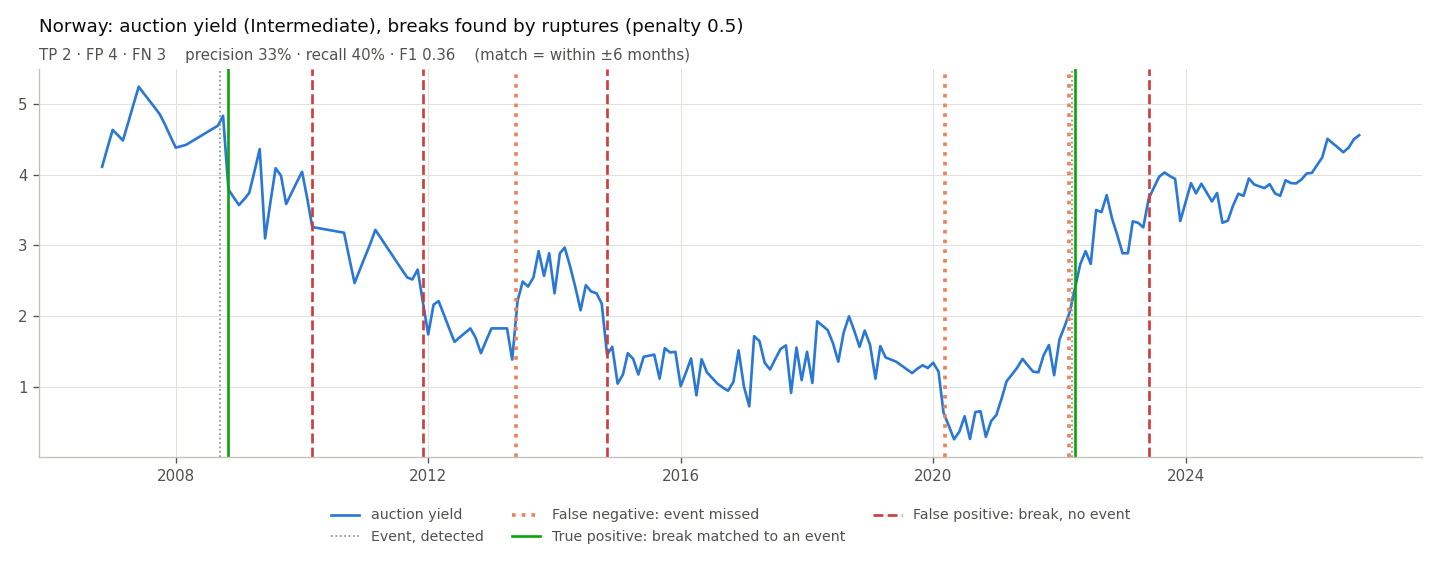 Norway: auction yield (Intermediate), breaks found by ruptures (penalty 0.5)
TP 2 · FP 4 · FN 3    precision 33% · recall 40% · F1 0.36    (match = within ±6 months)
5
4
3
2
1
2008 2012 2016 2020 2024
auction yield
Event, detected
False negative: event missed
True positive: break matched to an event
False positive: break, no event